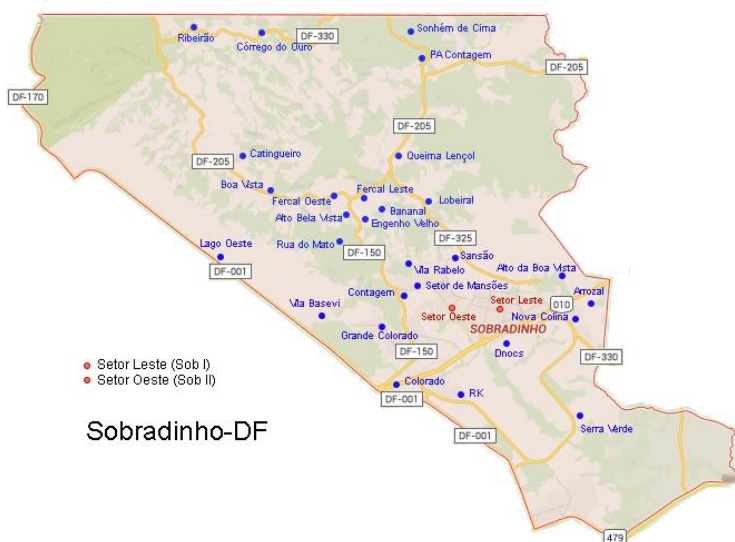 Sonhém de Cima
Ribeirão
Córrego do Ouro
DF-330
PA Contagem
DF-205
DF-170
DF-205
Catingueiro
DF-205
Queima Lençol
Boa Vista
Fercal Leste
Fercal Oeste
Lobeiral
Bananal
Alto Bela Vista
Engenho Velho
DF-325
Rua do Mato
Lago Oeste
DF-150
Sansão
DF-001
Vila Rabelo
Alto da Boa Vista
Setor de Mansões
Contagem
Setor Leste
010
Arrozal
Vila Basevi
Setor Oeste
Nova Colina
SOBRADINHO
Grande Colorado
DF-150
Dnocs
DF-330
Setor Leste (Sob I)
Setor Oeste (Sob II)
Colorado
DF-001
RK
Sobradinho-DF
DF-001
Serra Verde
479